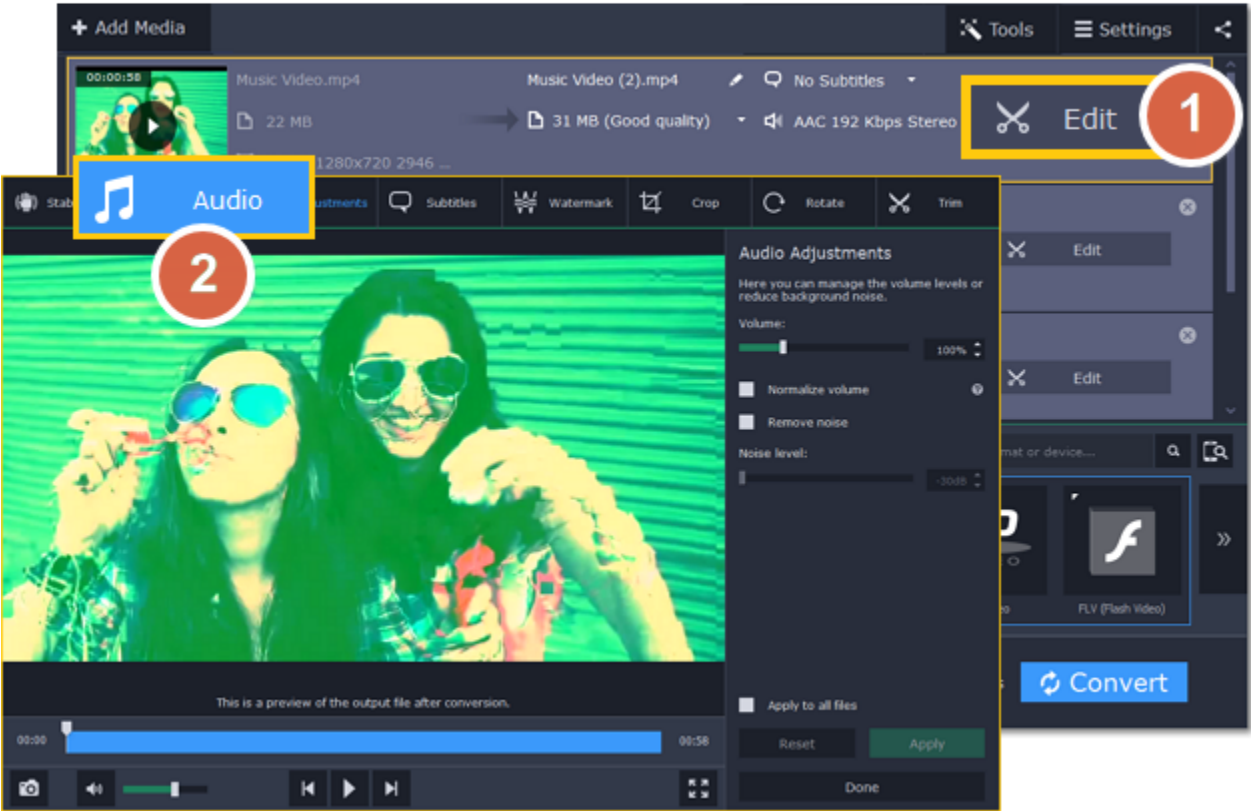 Add Media
Tools
Settings
00:00:58
Music Video.mp4
Music Video (2).mp4
No Subtitles
22 MB
31 MB (Good quality)
AAC 192 Kbps Stereo
Edit
1
1280x720 2946 ...
Audio
2
Subtitles
Watermark
Crop
Rotate
Trim
Edit
Edit
Audio Adjustments
Here you can manage the volume levels or
reduce background noise.
Volume:
100%
Normalize volume
Remove noise
Noise level:
-30dB
device...
FLV (Flash Video)
This is a preview of the output file after conversion.
Apply to all files
Convert
00:00
00:58
Reset
Apply
Done